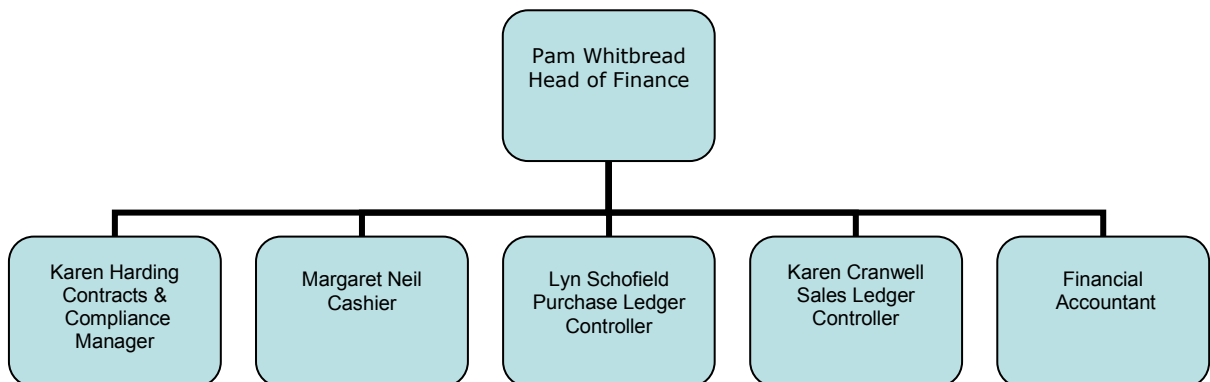 Pam Whitbread
Head of Finance
Karen Harding
Contracts &
Compliance
Manager
Margaret Neil
Cashier
Lyn Schofield
Purchase Ledger
Controller
Karen Cranwell
Sales Ledger
Controller
Financial
Accountant